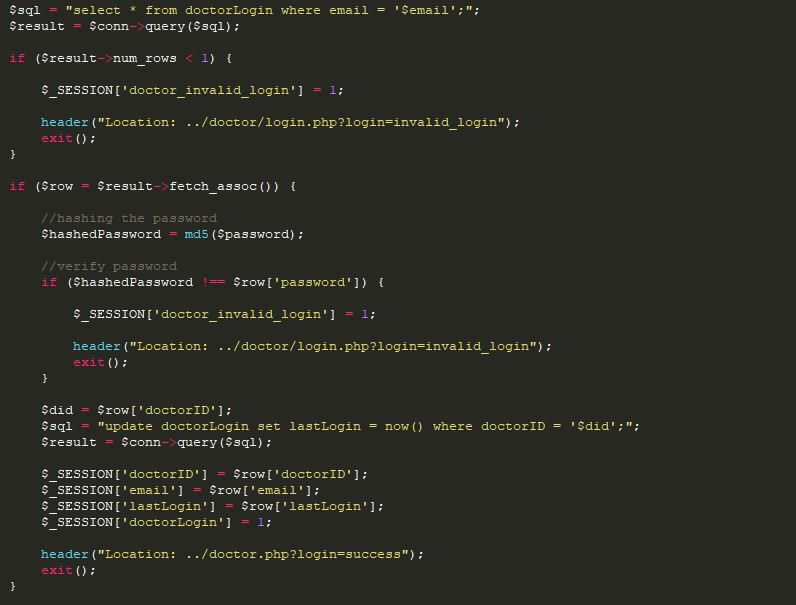 $sql = "select * from doctorLogin where email = '$email';";
$result = $conn->query($sql);
if ($result->num_rows < 1) {
$_SESSION['doctor_invalid_login'] = 1;
header("Location: ../doctor/login.php?login=invalid_login");
exit();
}
if ($row = $result->fetch_assoc()) {
//hashing the password
$hashedPassword = md5($password);
//verify password
if ($hashedPassword !== $row['password']) {
$_SESSION['doctor_invalid_login'] = 1;
header("Location: ../doctor/login.php?login=invalid_login");
exit();
}
$did = $row['doctorID'];
$sql = "update doctorLogin set lastLogin = now() where doctorID = '$did';";
$result = $conn->query($sql);
$_SESSION['doctorID'] = $row['doctorID'];
$_SESSION['email'] = $row['email'];
$_SESSION['lastLogin'] = $row['lastLogin'];
$_SESSION['doctorLogin'] = 1;
header("Location: ../doctor.php?login=success");
exit();
}